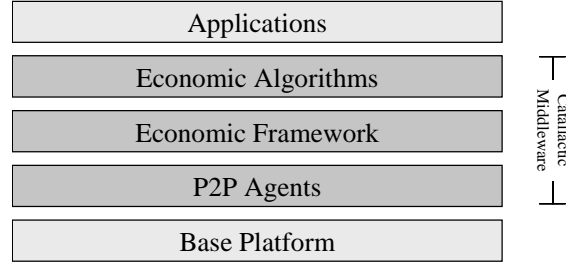 Applications
Economic Algorithms
Economic Framework
P2P Agents
Base Platform
Catallactic
Middleware